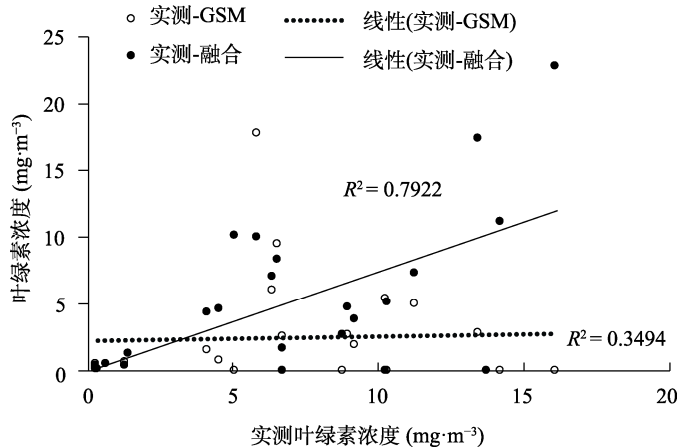 实测-GSM
线性(实测-GSM)
实测-融合
线性(实测-融合)
25
20
15
10
5
0
叶绿素浓度 (mg·m⁻³)
R² = 0.7922
R² = 0.3494
0
5
10
15
20
实测叶绿素浓度 (mg·m⁻³)